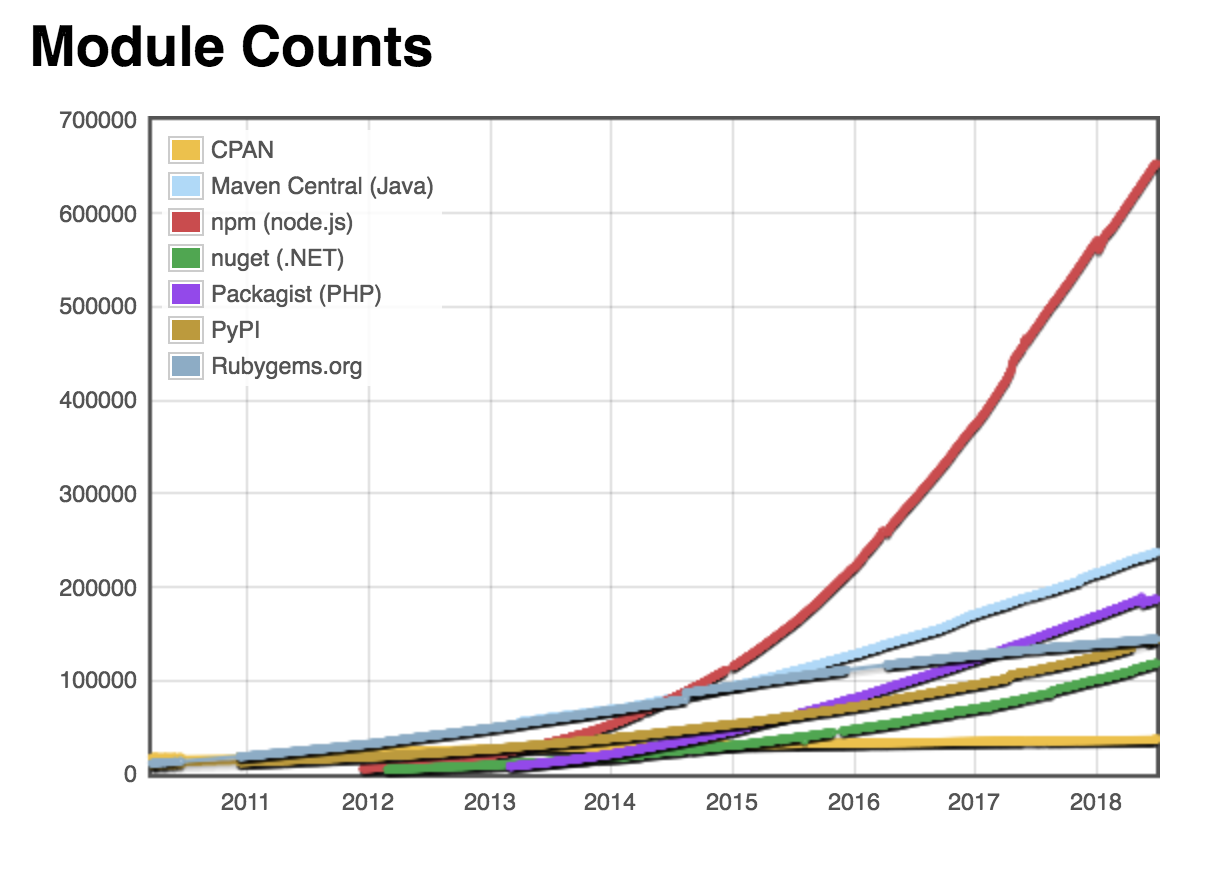 Module Counts
700000
600000
500000
400000
300000
200000
100000
0
CPAN
Maven Central (Java)
npm (node.js)
nuget (.NET)
Packagist (PHP)
PyPI
Rubygems.org
2011 2012 2013 2014 2015 2016 2017 2018